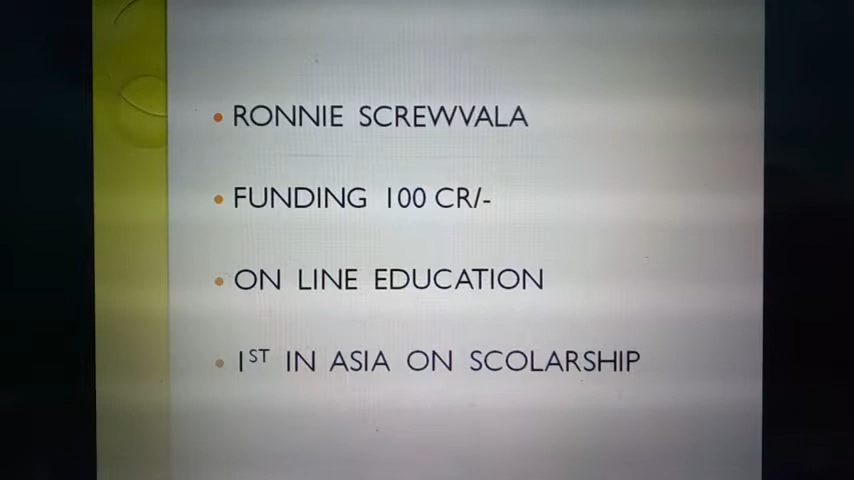 • RONNIE SCREWVALA
• FUNDING 100 CR/-
• ON LINE EDUCATION
• 1ST IN ASIA ON SCOLARSHIP